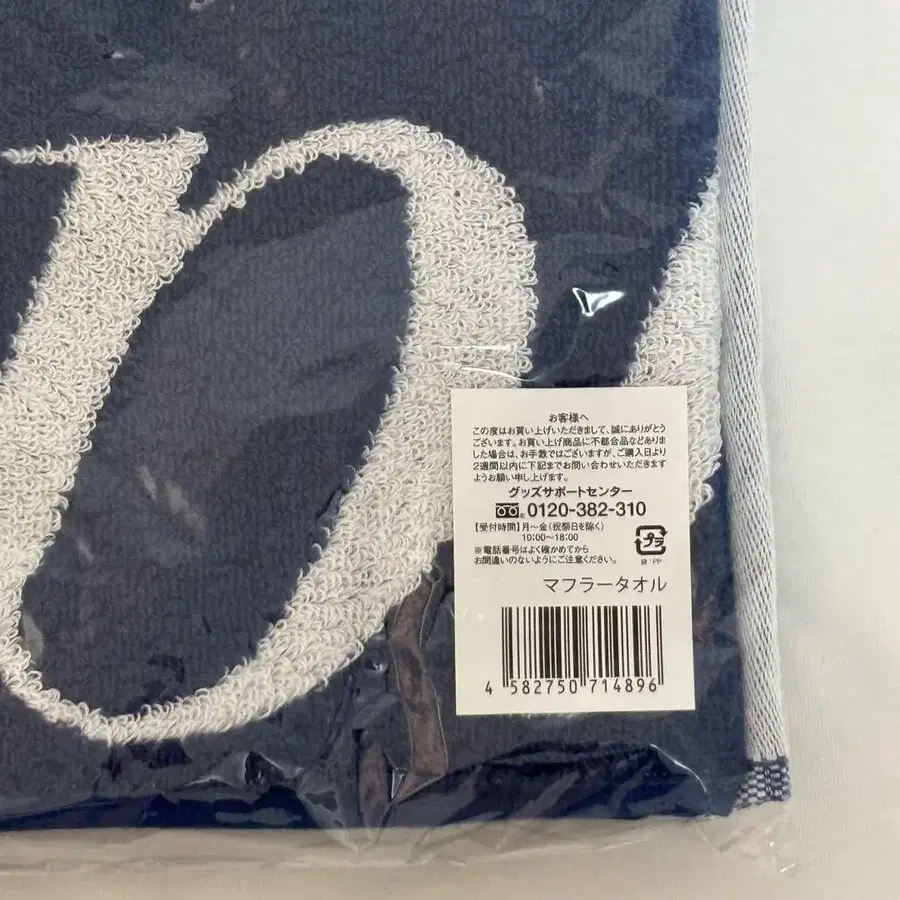 お客様へ
この度はお買い上げいただきまして、誠にありがとう
ございます。お買い上げ商品に不都合品などありま
した場合は、お手数ではございますが、ご購入日より
2週間以内に下記までお問い合わせいただきます
ようお願い申し上げます。
グッズサポートセンター
0120-382-310
【受付時間】月～金(祝祭日を除く)
10:00～18:00
※電話番号はよく確かめてから
お間違いのないようにご注意ください。
プラ
袋:PP
マフラータオル
4 582750 714896